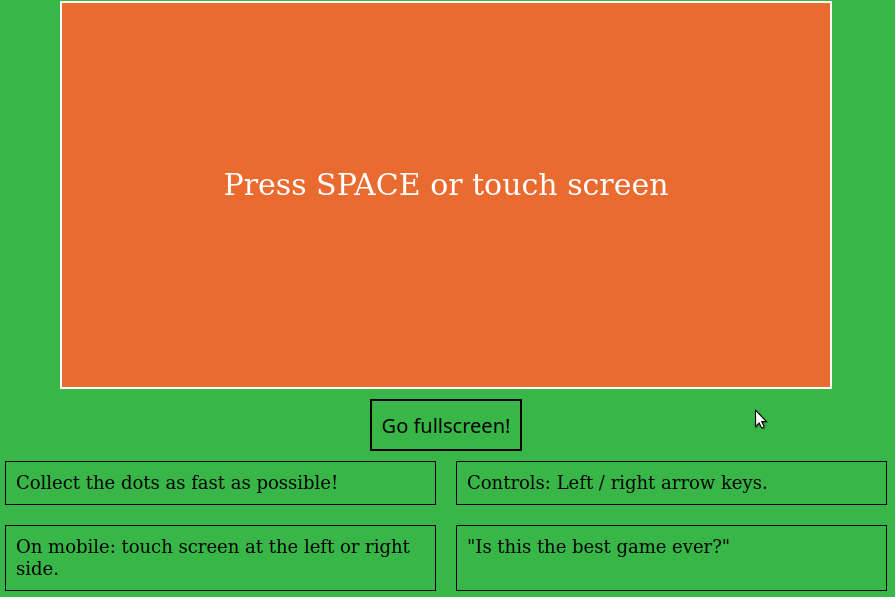 Press SPACE or touch screen
Go fullscreen!
Collect the dots as fast as possible!
Controls: Left / right arrow keys.
On mobile: touch screen at the left or right
side.
"Is this the best game ever?"